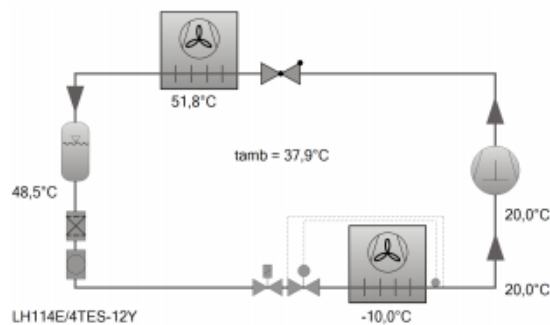 51,8°C
tamb = 37,9°C
48,5°C
20,0°C
20,0°C
LH114E/4TES-12Y
-10,0°C